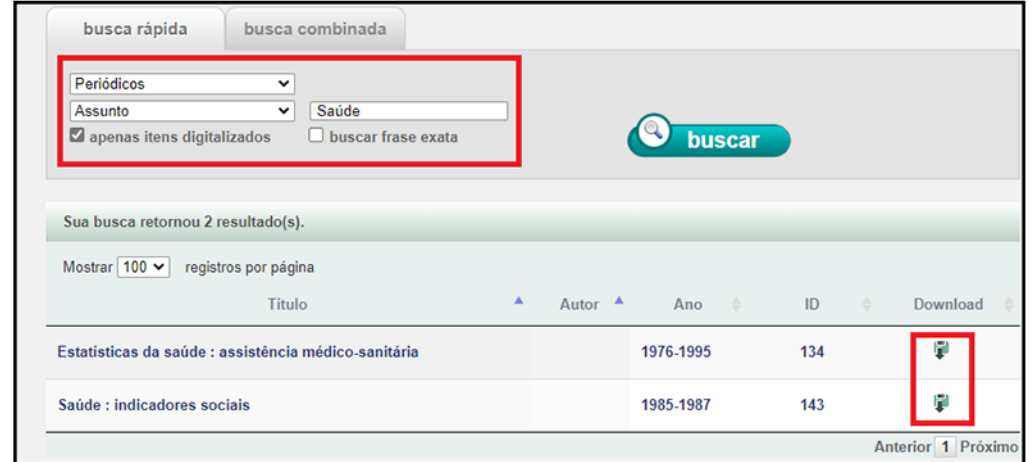 busca rápida busca combinada
Periódicos
Assunto Saúde
apenas itens digitalizados buscar frase exata
buscar
Sua busca retornou 2 resultado(s).
Mostrar 100 registros por página
Título Autor Ano ID Download
Estatísticas da saúde : assistência médico-sanitária 1976-1995 134
Saúde : indicadores sociais 1985-1987 143
Anterior 1 Próximo